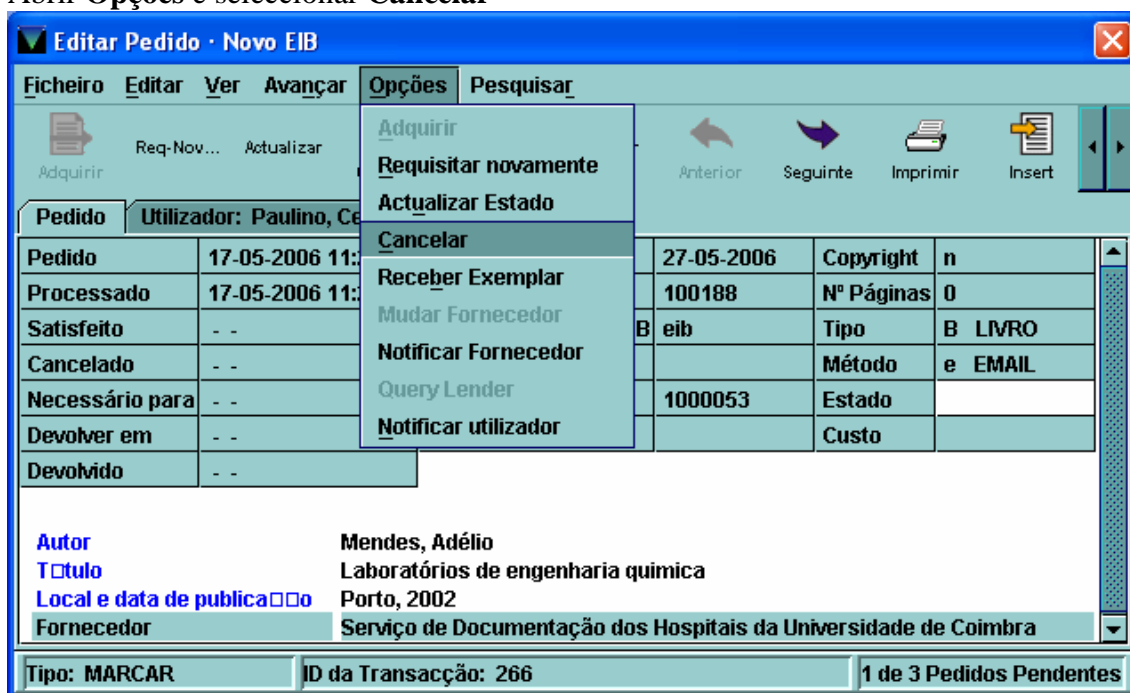 Abrir Opções e seleccionar Cancelar
Editar Pedido · Novo EIB
Ficheiro Editar Ver Avançar Opções Pesquisar
Adquirir Req-Nov... Actualizar Anterior Seguinte Imprimir Insert
Adquirir
Requisitar novamente
Actualizar Estado
Cancelar
Receber Exemplar
Mudar Fornecedor
Notificar Fornecedor
Query Lender
Notificar utilizador
Pedido Utilizador: Paulino, Ce
Pedido 17-05-2006 11: 27-05-2006 Copyright n
Processado 17-05-2006 11: 100188 Nº Páginas 0
Satisfeito - - B eib Tipo B LIVRO
Cancelado - - Método e EMAIL
Necessário para - - 1000053 Estado
Devolver em - - Custo
Devolvido - -
Autor Mendes, Adélio
T□tulo Laboratórios de engenharia quimica
Local e data de publica□□o Porto, 2002
Fornecedor Serviço de Documentação dos Hospitais da Universidade de Coimbra
Tipo: MARCAR ID da Transacção: 266 1 de 3 Pedidos Pendentes